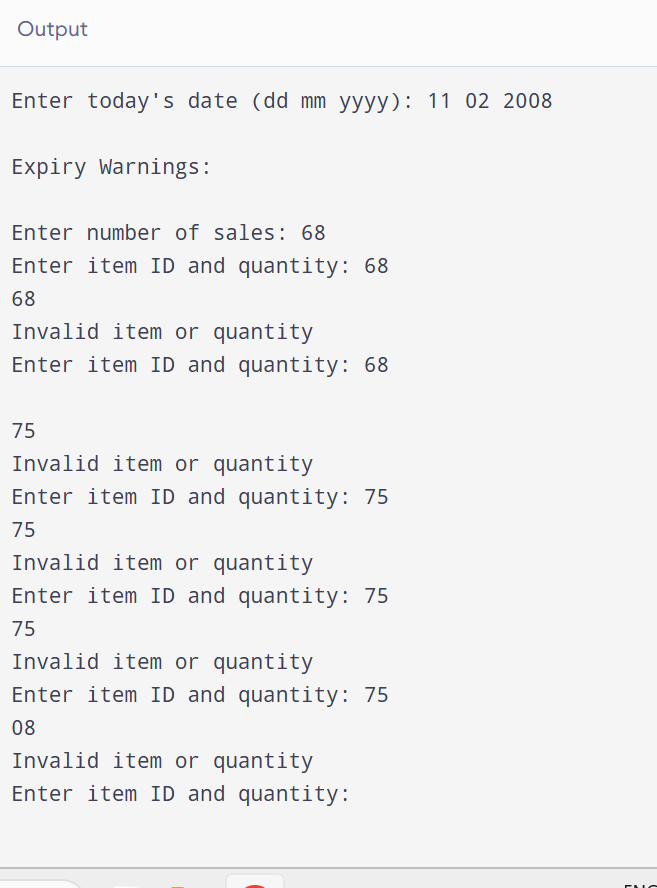 Output
Enter today's date (dd mm yyyy): 11 02 2008
Expiry Warnings:
Enter number of sales: 68
Enter item ID and quantity: 68
68
Invalid item or quantity
Enter item ID and quantity: 68
75
Invalid item or quantity
Enter item ID and quantity: 75
75
Invalid item or quantity
Enter item ID and quantity: 75
75
Invalid item or quantity
Enter item ID and quantity: 75
08
Invalid item or quantity
Enter item ID and quantity: